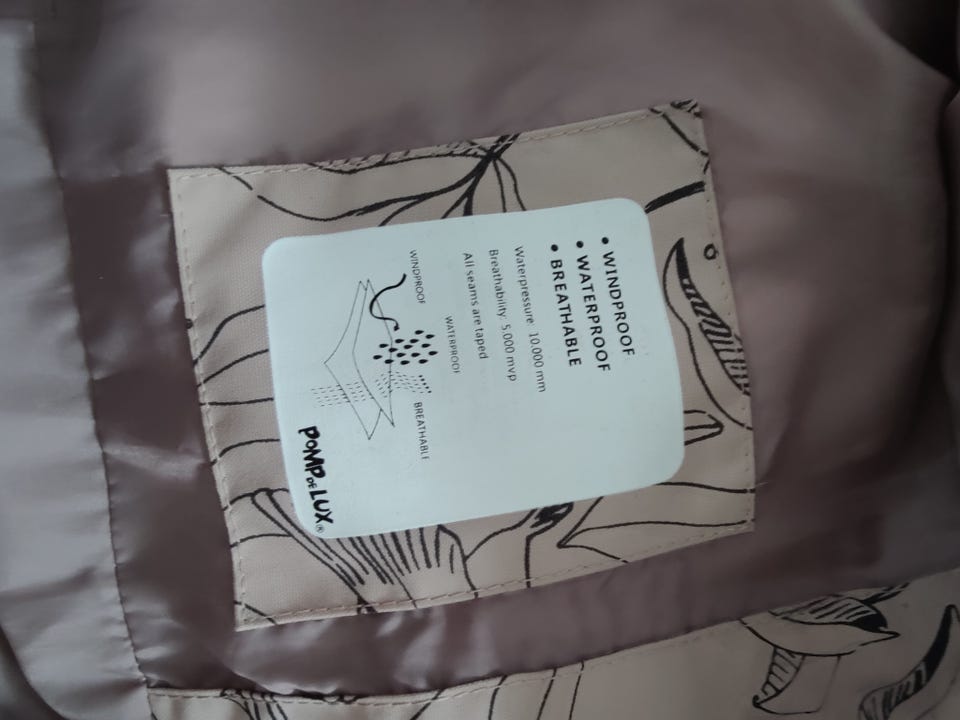 • WINDPROOF
• WATERPROOF
• BREATHABLE
Waterpressure 10.000 mm
Breathability 5.000 mvp
All seams are taped
WINDPROOF
WATERPROOF
BREATHABLE
POMP DE LUX®